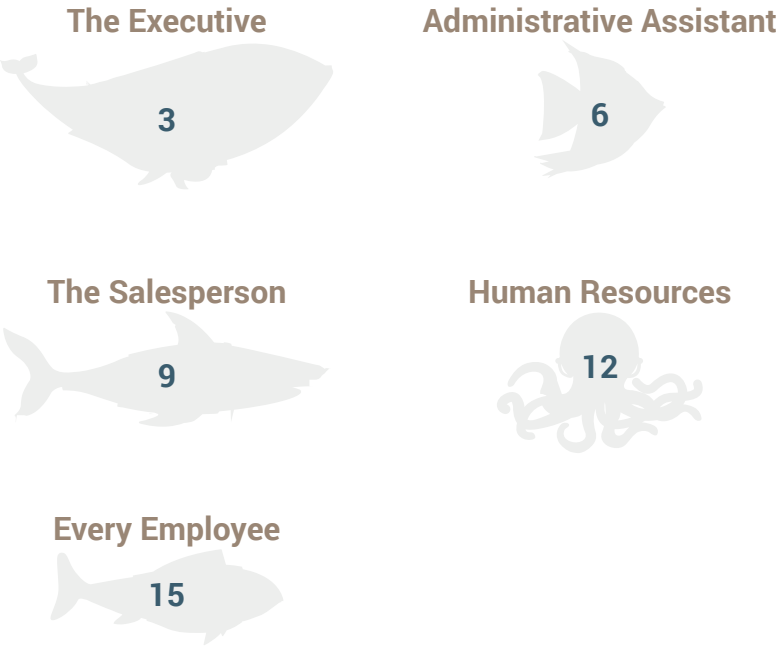 The Executive
3
Administrative Assistant
6
The Salesperson
9
Human Resources
12
Every Employee
15